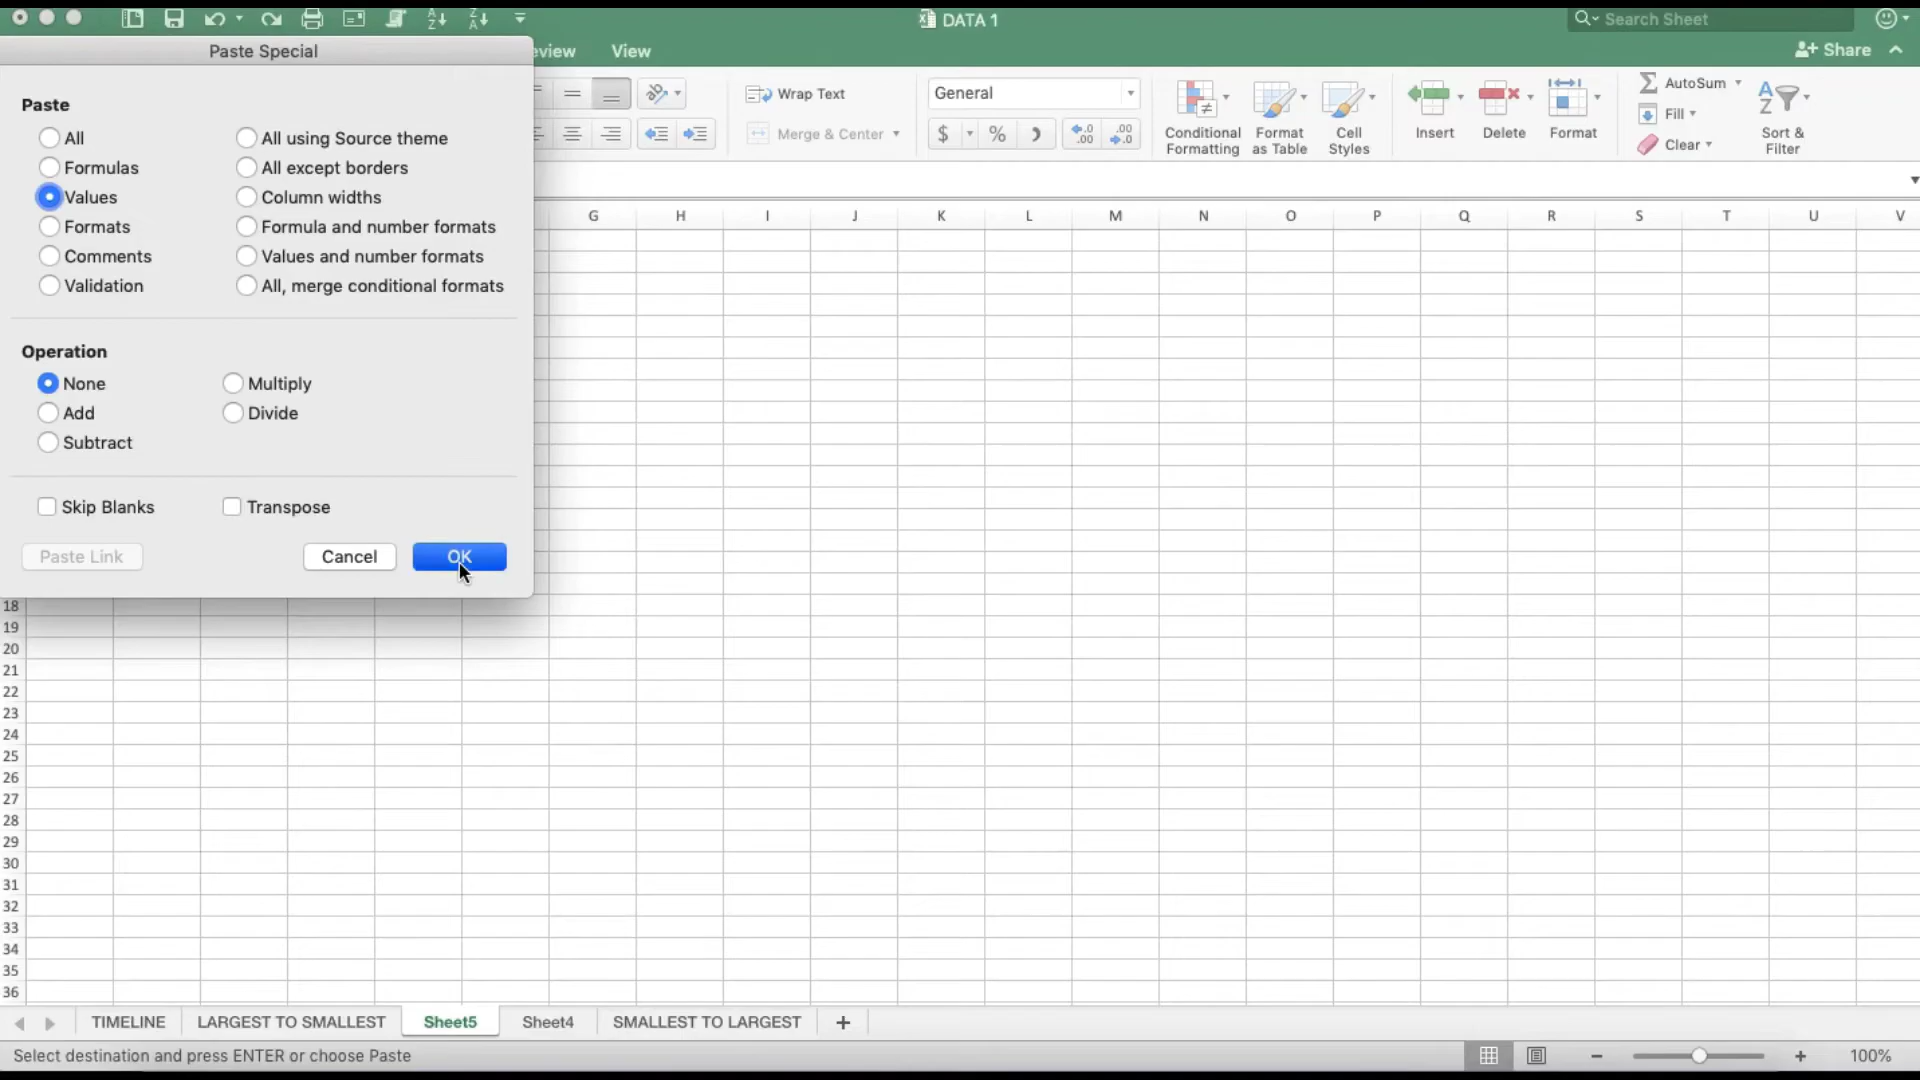 DATA 1
Search Sheet
Paste Special
eview
View
Share
Paste
All
All using Source theme
Formulas
All except borders
Values
Column widths
Formats
Formula and number formats
Comments
Values and number formats
Validation
All, merge conditional formats
Operation
None
Multiply
Add
Divide
Subtract
Skip Blanks
Transpose
Paste Link
Cancel
OK
Wrap Text
Merge & Center
General
$ %
Conditional
Formatting
Format
as Table
Cell
Styles
Insert
Delete
Format
AutoSum
Fill
Clear
Sort &
Filter
G H I J K L M N O P Q R S T U V
18
19
20
21
22
23
24
25
26
27
28
29
30
31
32
33
34
35
36
TIMELINE
LARGEST TO SMALLEST
Sheet5
Sheet4
SMALLEST TO LARGEST
Select destination and press ENTER or choose Paste
100%